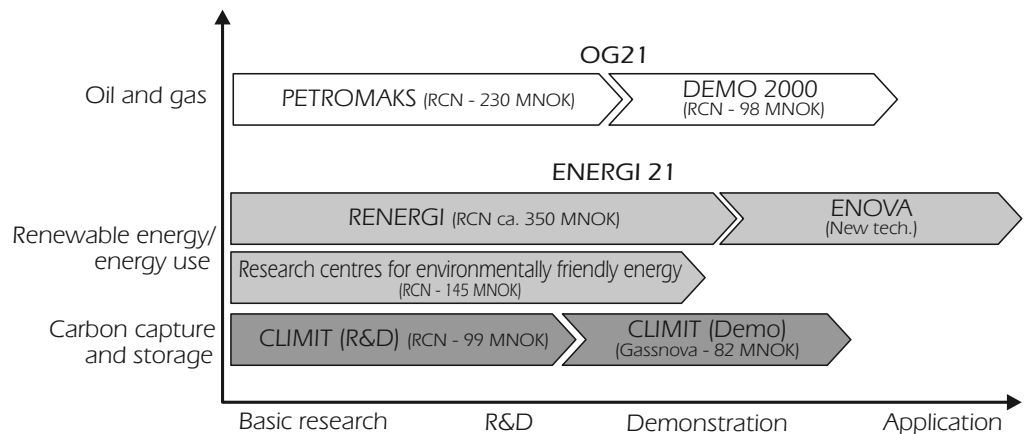 OG21
Oil and gas
PETROMAKS (RCN - 230 MNOK)
DEMO 2000
(RCN - 98 MNOK)
ENERGI 21
Renewable energy/
energy use
RENERGI (RCN ca. 350 MNOK)
ENOVA
(New tech.)
Research centres for environmentally friendly energy
(RCN - 145 MNOK)
Carbon capture
and storage
CLIMIT (R&D) (RCN - 99 MNOK)
CLIMIT (Demo)
(Gassnova - 82 MNOK)
Basic research
R&D
Demonstration
Application